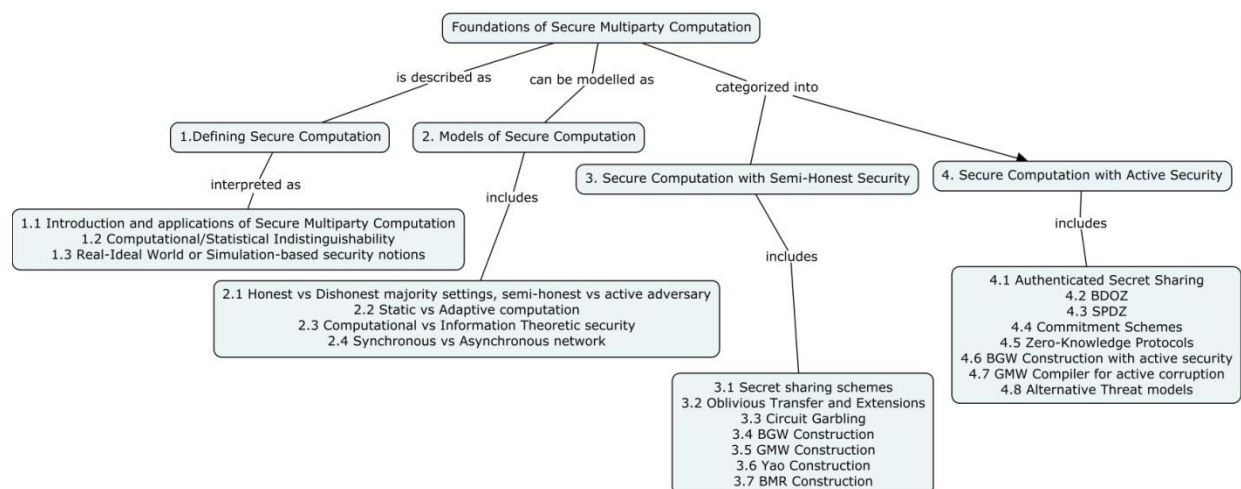 Foundations of Secure Multiparty Computation
is described as
can be modelled as
categorized into
1.Defining Secure Computation
2. Models of Secure Computation
3. Secure Computation with Semi-Honest Security
4. Secure Computation with Active Security
interpreted as
includes
includes
includes
1.1 Introduction and applications of Secure Multiparty Computation
1.2 Computational/Statistical Indistinguishability
1.3 Real-Ideal World or Simulation-based security notions
2.1 Honest vs Dishonest majority settings, semi-honest vs active adversary
2.2 Static vs Adaptive computation
2.3 Computational vs Information Theoretic security
2.4 Synchronous vs Asynchronous network
3.1 Secret sharing schemes
3.2 Oblivious Transfer and Extensions
3.3 Circuit Garbling
3.4 BGW Construction
3.5 GMW Construction
3.6 Yao Construction
3.7 BMR Construction
4.1 Authenticated Secret Sharing
4.2 BDOZ
4.3 SPDZ
4.4 Commitment Schemes
4.5 Zero-Knowledge Protocols
4.6 BGW Construction with active security
4.7 GMW Compiler for active corruption
4.8 Alternative Threat models